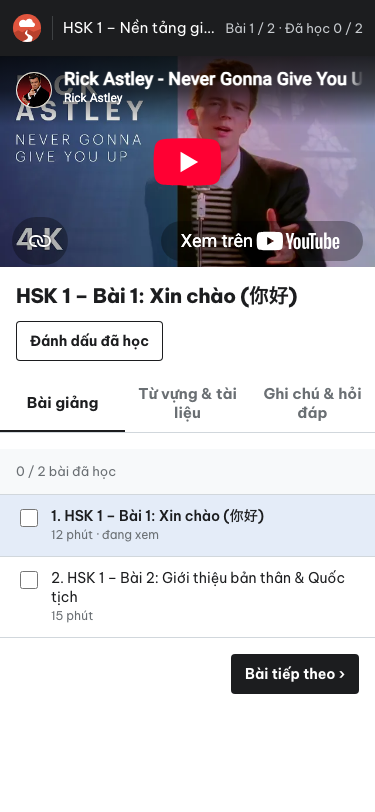 HSK 1 – Nền tảng gi...
Bài 1 / 2 · Đã học 0 / 2
Rick Astley - Never Gonna Give You U
Rick Astley
ASTLEY
NEVER GONNA
GIVE YOU UP
4K
Xem trên YouTube
HSK 1 – Bài 1: Xin chào (你好)
Đánh dấu đã học
Bài giảng
Từ vựng & tài
liệu
Ghi chú & hỏi
đáp
0 / 2 bài đã học
1. HSK 1 – Bài 1: Xin chào (你好)
12 phút · đang xem
2. HSK 1 – Bài 2: Giới thiệu bản thân & Quốc
tịch
15 phút
Bài tiếp theo ›